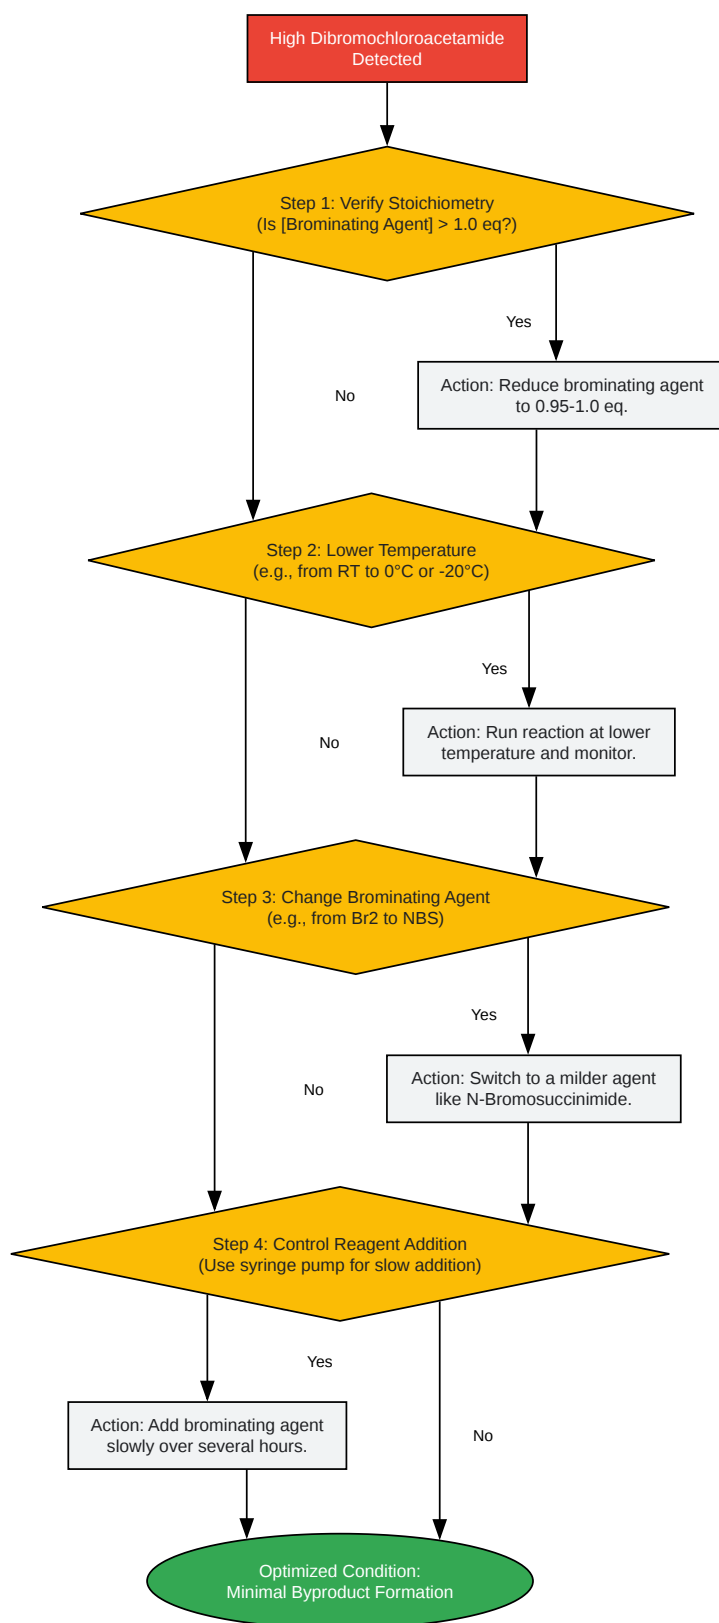 High Dibromochloroacetamide
Detected
Step 1: Verify Stoichiometry
(Is [Brominating Agent] > 1.0 eq?)
Yes
Action: Reduce brominating agent
to 0.95-1.0 eq.
No
Step 2: Lower Temperature
(e.g., from RT to 0°C or -20°C)
Yes
Action: Run reaction at lower
temperature and monitor.
No
Step 3: Change Brominating Agent
(e.g., from Br2 to NBS)
Yes
Action: Switch to a milder agent
like N-Bromosuccinimide.
No
Step 4: Control Reagent Addition
(Use syringe pump for slow addition)
Yes
Action: Add brominating agent
slowly over several hours.
No
Optimized Condition:
Minimal Byproduct Formation